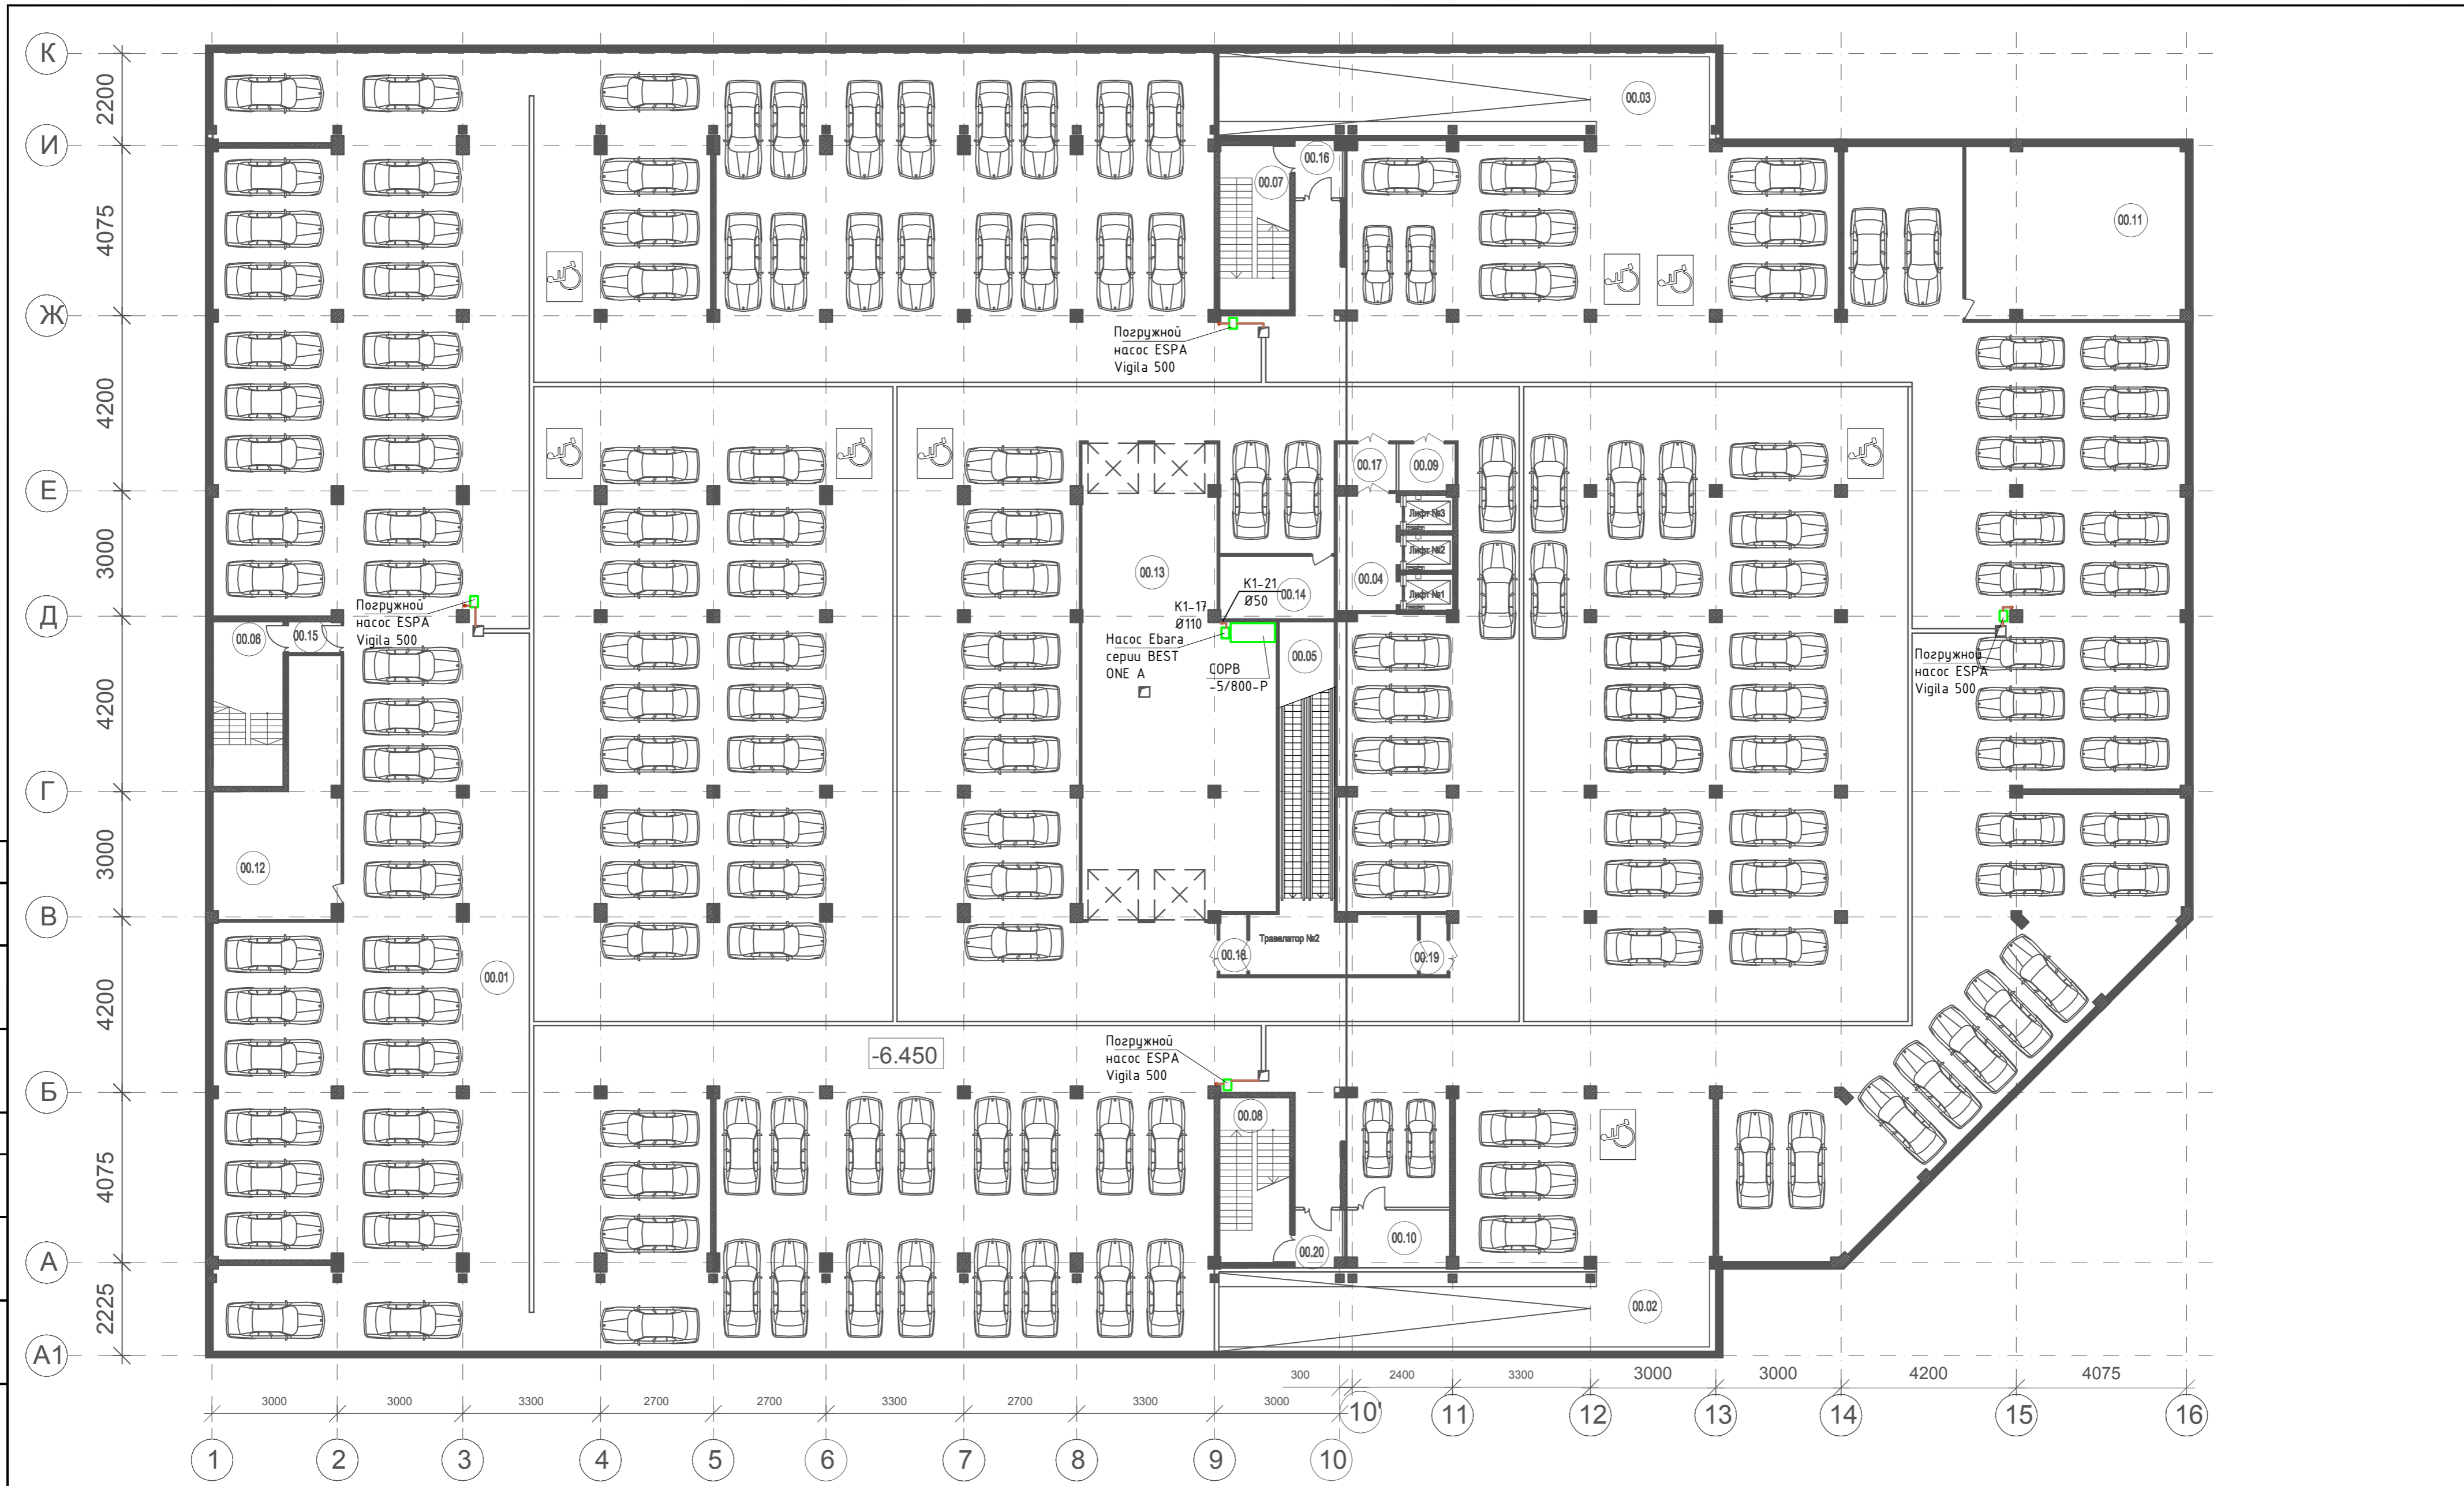 К
2200
00.03
И
00.16
00.07
4075
00.11
Ж
Погружной
насос ESPA
Vigila 500
4200
00.17
00.09
Е
Лифт №3
3000
Лифт №2
00.13
00.04
К1-21
Ø50
00.14
Лифт №1
К1-17
Ø110
Погружной
насос ESPA
Vigila 500
Д
00.06
00.15
Насос Ebara
серии BEST
ONE A
СОРВ
-5/800-Р
00.05
Погружной
насос ESPA
Vigila 500
4200
Г
3000
00.12
В
Травелатор №2
00.18
00.19
00.01
4200
-6.450
Погружной
насос ESPA
Vigila 500
Б
00.08
4075
00.10
00.20
А
2225
00.02
А1
300
2400
3300
3000
3000
4200
4075
3000
3000
3300
2700
2700
3300
2700
3300
3000
10'
11
12
13
14
15
16
1
2
3
4
5
6
7
8
9
10